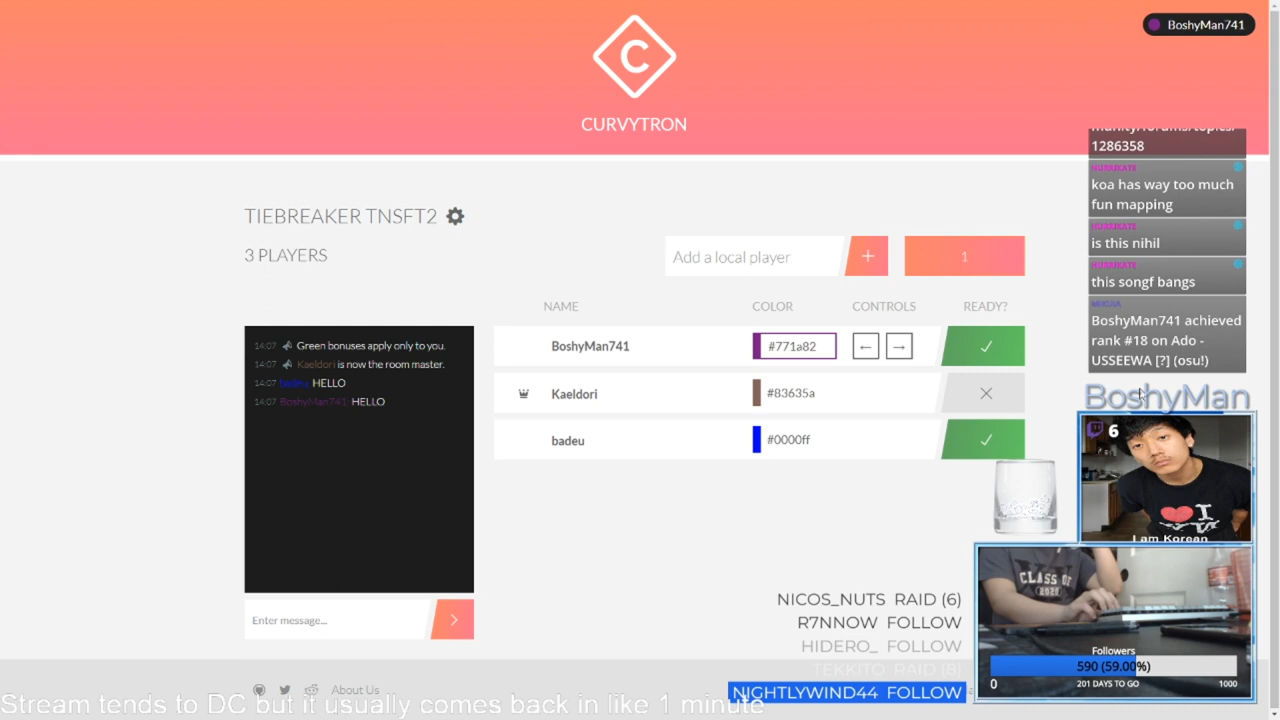 BoshyMan741
C
CURVYTRON
1286358
koa has way too much
fun mapping
is this nihil
this songf bangs
BoshyMan741 achieved
rank #18 on Ado -
USSEEWA [?] (osu!)
BoshyMan
TIEBREAKER TNSFT2
3 PLAYERS
Add a local player
+
1
NAME
COLOR
CONTROLS
READY?
BoshyMan741
#771a82
← →
Kaeldori
#83635a
badeu
#0000ff
14:07 Green bonuses apply only to you.
14:07 Kaeldori is now the room master.
14:07 badeu HELLO
14:07 BoshyMan741 HELLO
Enter message...
6
I
I am Korean
CLASS OF
2020
NICOS_NUTS RAID (6)
R7NNOW FOLLOW
HIDERO_ FOLLOW
TEKKITO RAID (8)
NIGHTLYWIND44 FOLLOW
Followers
590 (59.00%)
0
201 DAYS TO GO
1000
About Us
Stream tends to DC but it usually comes back in like 1 minute